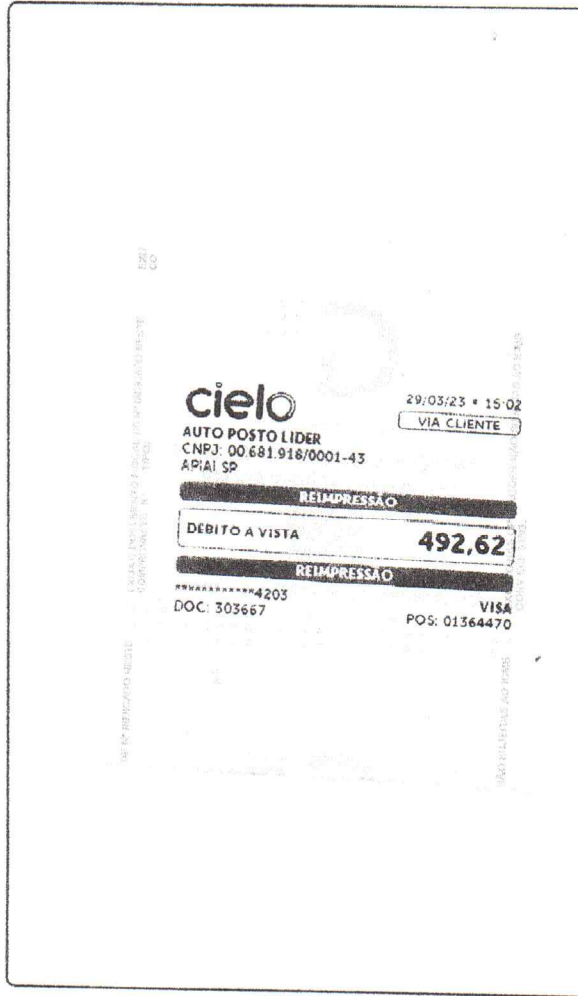 cielo
29/03/23 * 15:02
VIA CLIENTE
AUTO POSTO LIDER
CNPJ: 00.681.918/0001-43
APIAI SP
REIMPRESSÃO
DEBITO A VISTA 492,62
REIMPRESSÃO
************4203
VISA
DOC: 303667
POS: 01364470